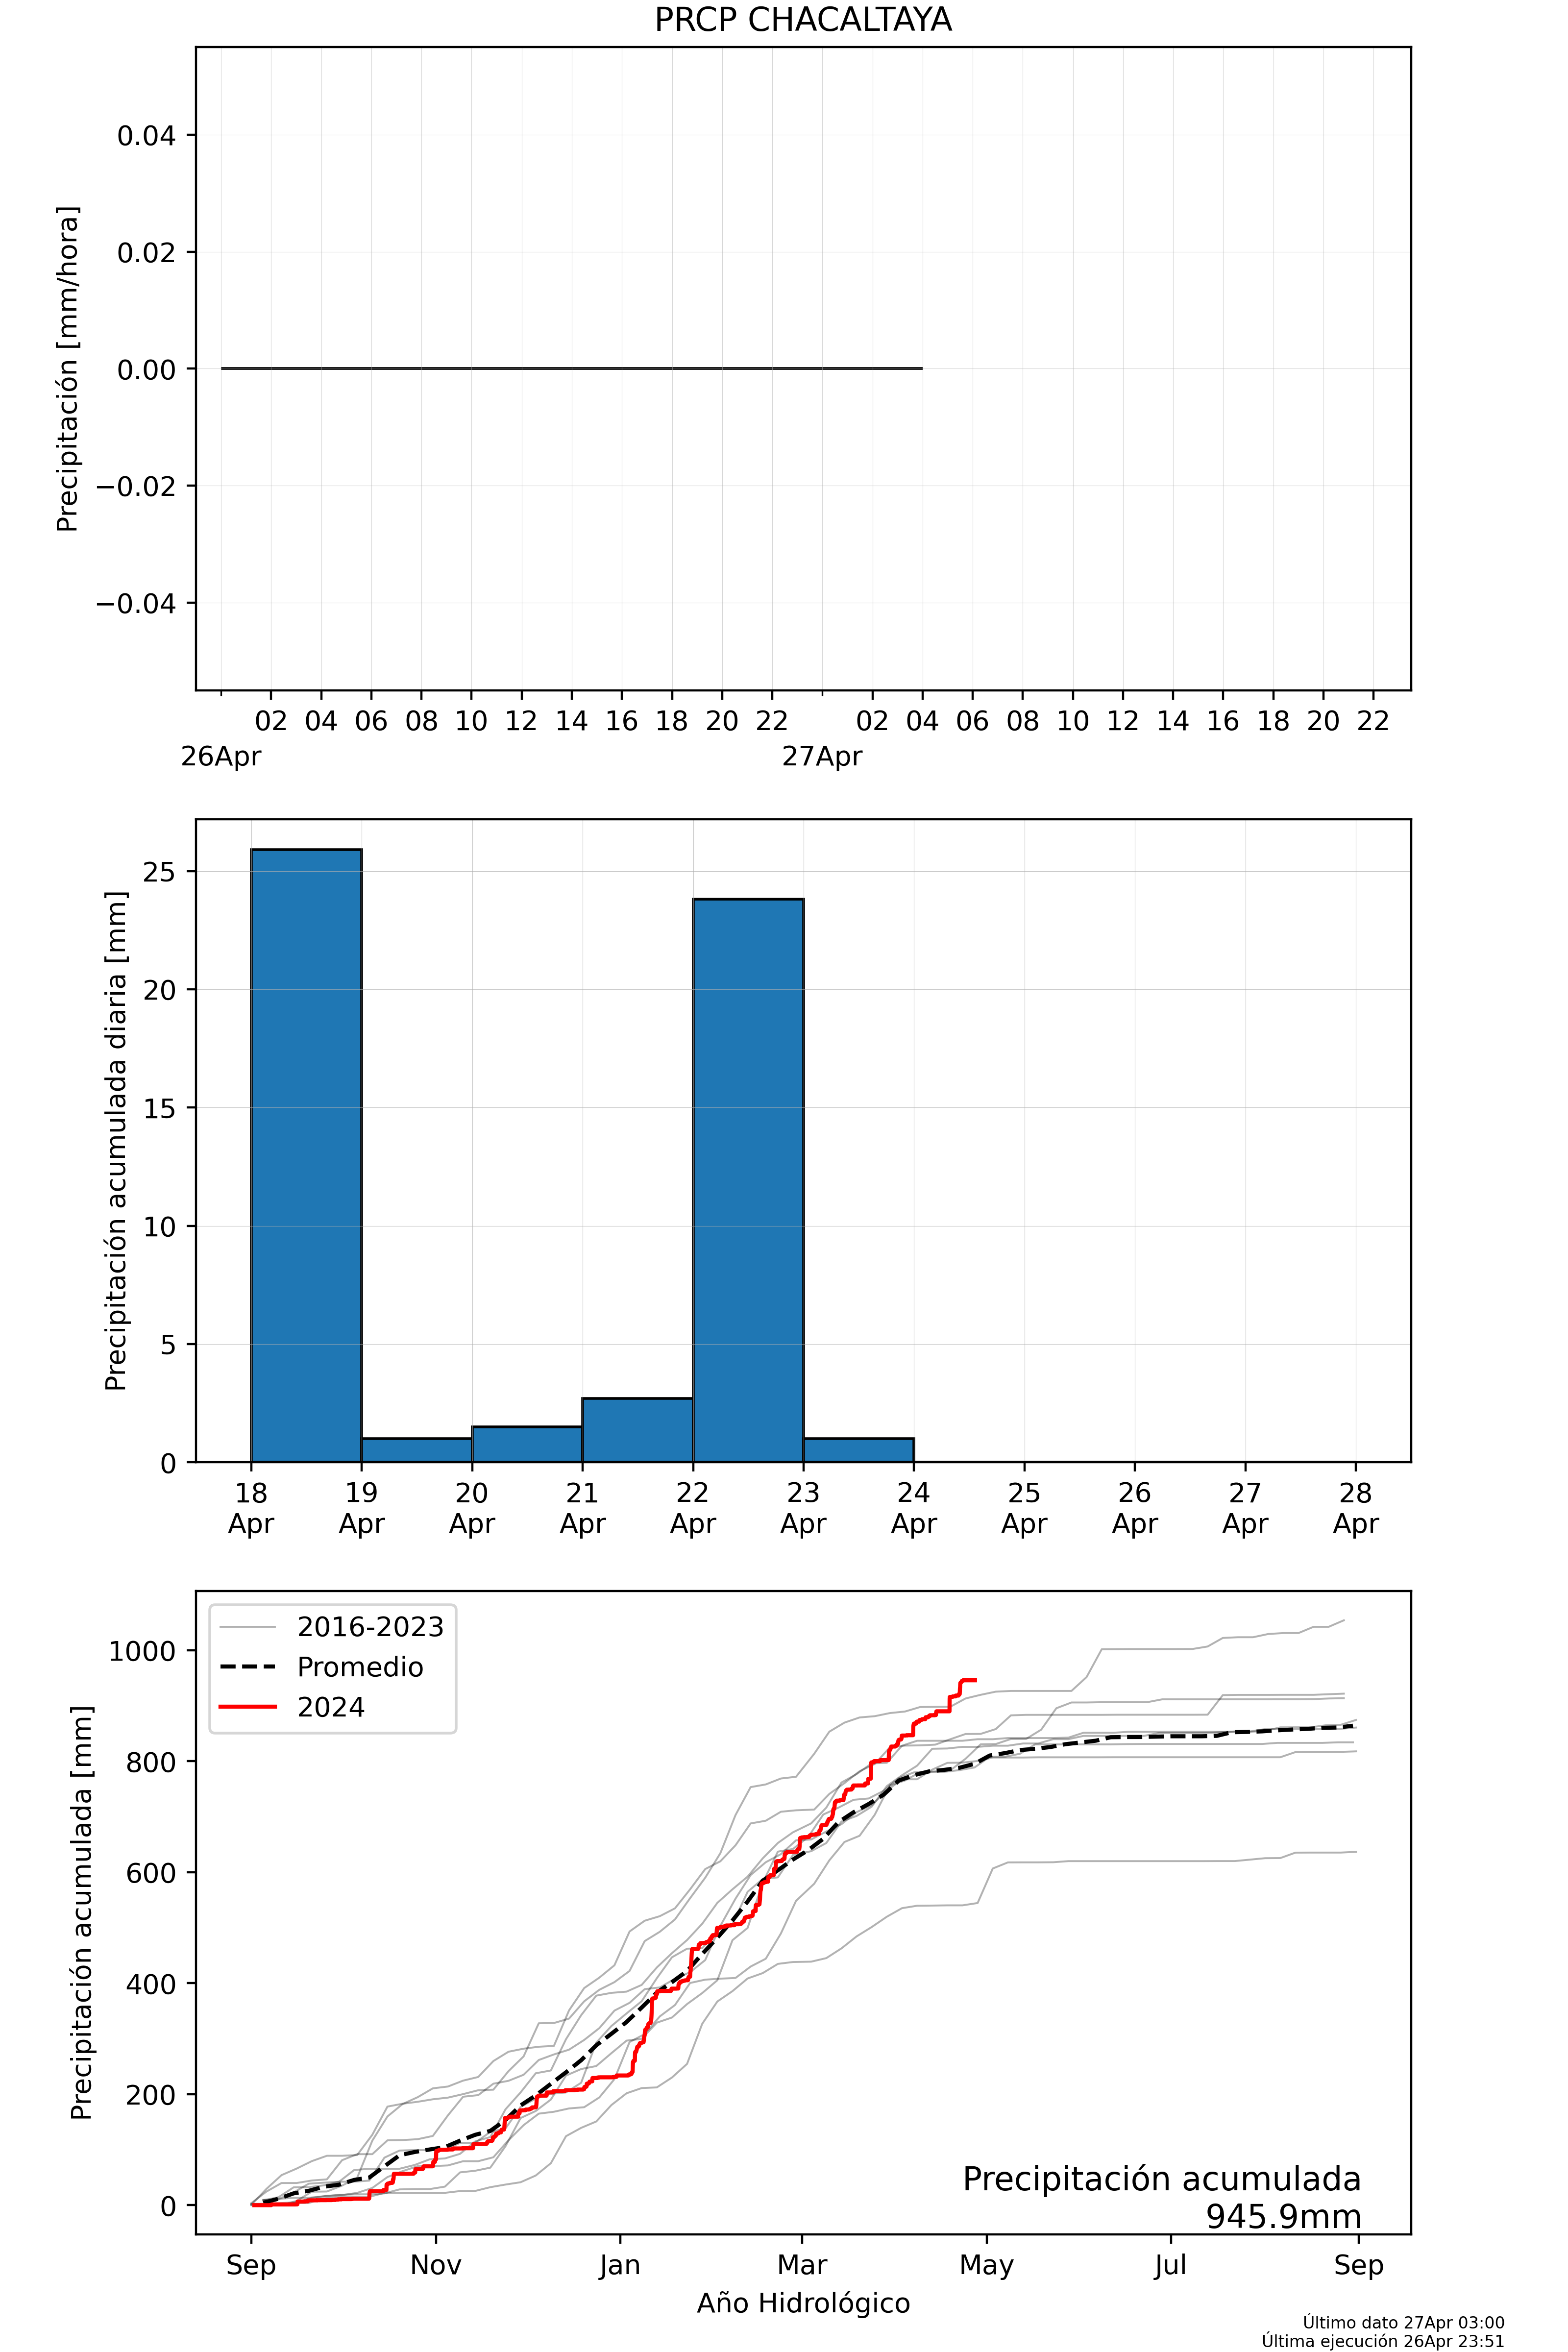 PRCP CHACALTAYA
Precipitación [mm/hora]
0.04
0.02
0.00
−0.02
−0.04
02 04 06 08 10 12 14 16 18 20 22 02 04 06 08 10 12 14 16 18 20 22
26Apr 27Apr
Precipitación acumulada diaria [mm]
25
20
15
10
5
0
18 19 20 21 22 23 24 25 26 27 28
Apr Apr Apr Apr Apr Apr Apr Apr Apr Apr Apr
Precipitación acumulada [mm]
1000
800
600
400
200
0
2016-2023
Promedio
2024
Precipitación acumulada
945.9mm
Sep Nov Jan Mar May Jul Sep
Año Hidrológico
Último dato 27Apr 03:00
Última ejecución 26Apr 23:51